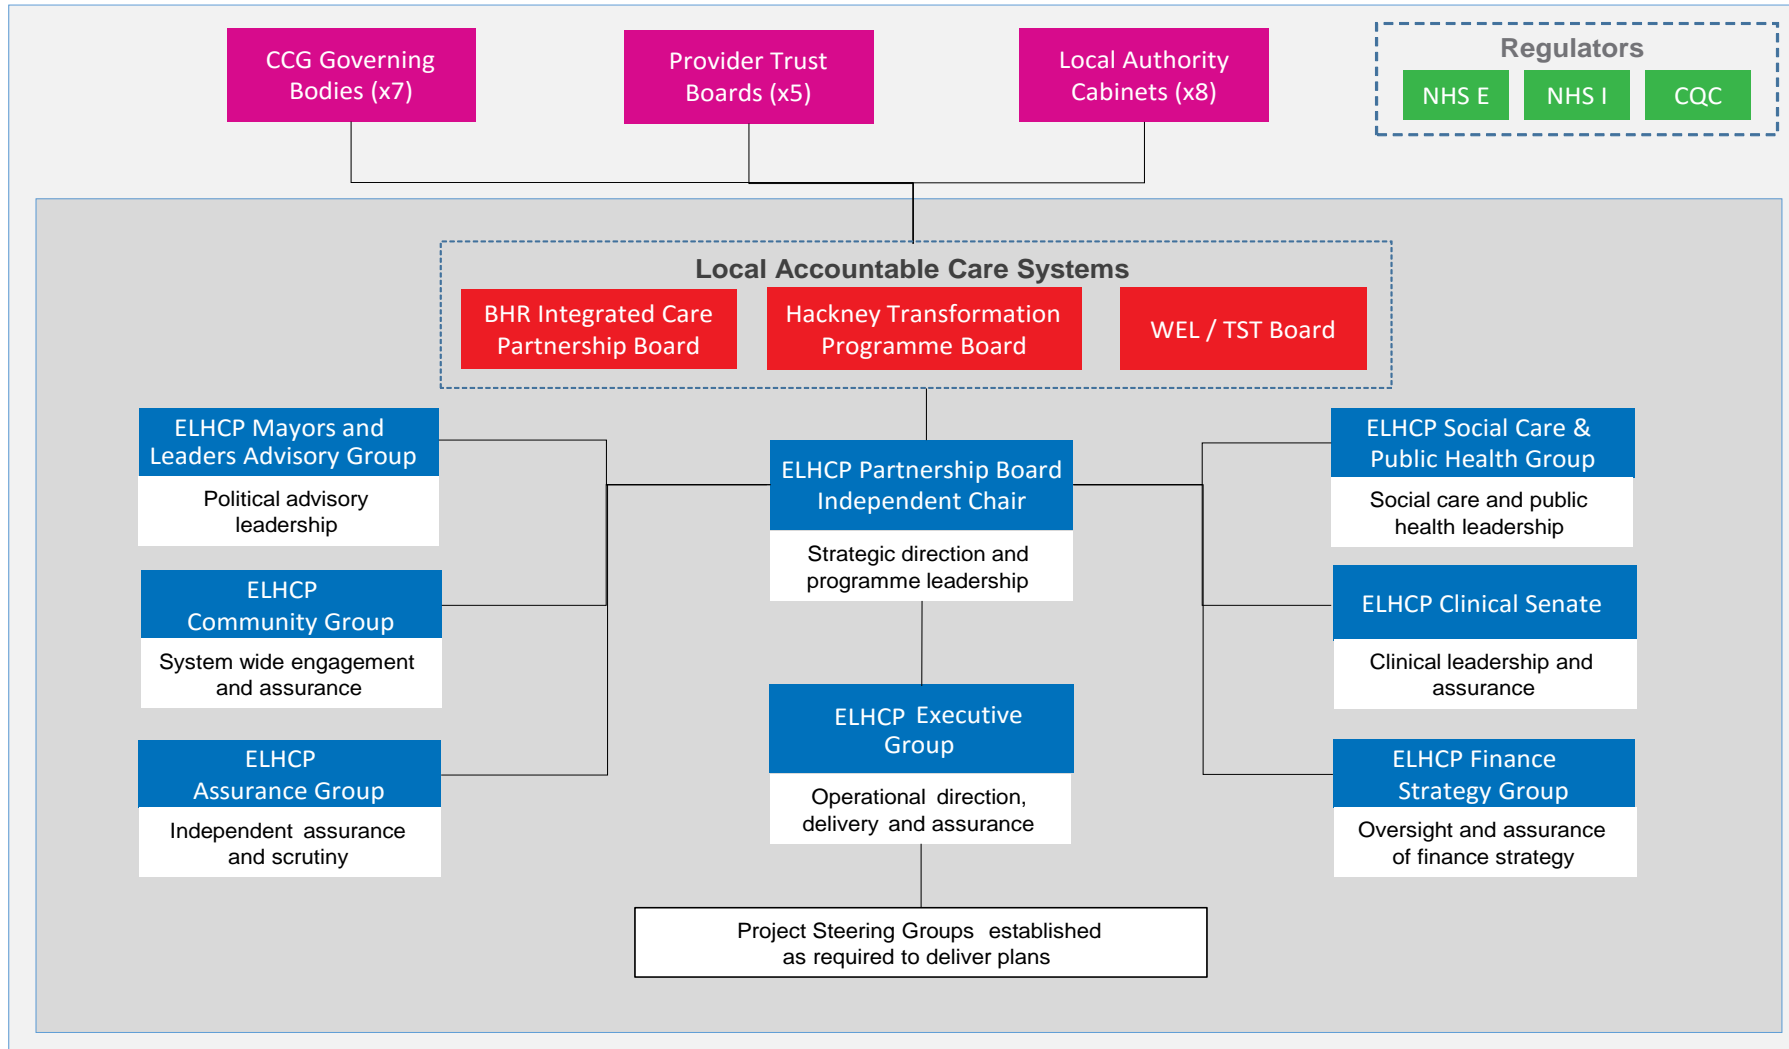 CCG Governing
Bodies (x7)
Provider Trust
Boards (x5)
Local Authority
Cabinets (x8)
Regulators
NHS E
NHS I
CQC
Local Accountable Care Systems
BHR Integrated Care
Partnership Board
Hackney Transformation
Programme Board
WEL / TST Board
ELHCP Mayors and
Leaders Advisory Group
Political advisory
leadership
ELHCP
Community Group
System wide engagement
and assurance
ELHCP
Assurance Group
Independent assurance
and scrutiny
ELHCP Partnership Board
Independent Chair
Strategic direction and
programme leadership
ELHCP Executive
Group
Operational direction,
delivery and assurance
Project Steering Groups established
as required to deliver plans
ELHCP Social Care &
Public Health Group
Social care and public
health leadership
ELHCP Clinical Senate
Clinical leadership and
assurance
ELHCP Finance
Strategy Group
Oversight and assurance
of finance strategy